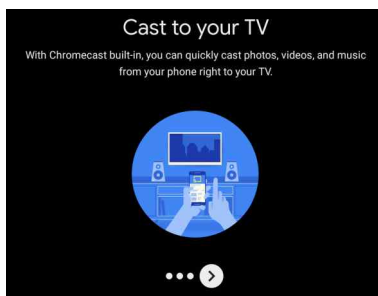 Cast to your TV
With Chromecast built-in, you can quickly cast photos, videos, and music
from your phone right to your TV.